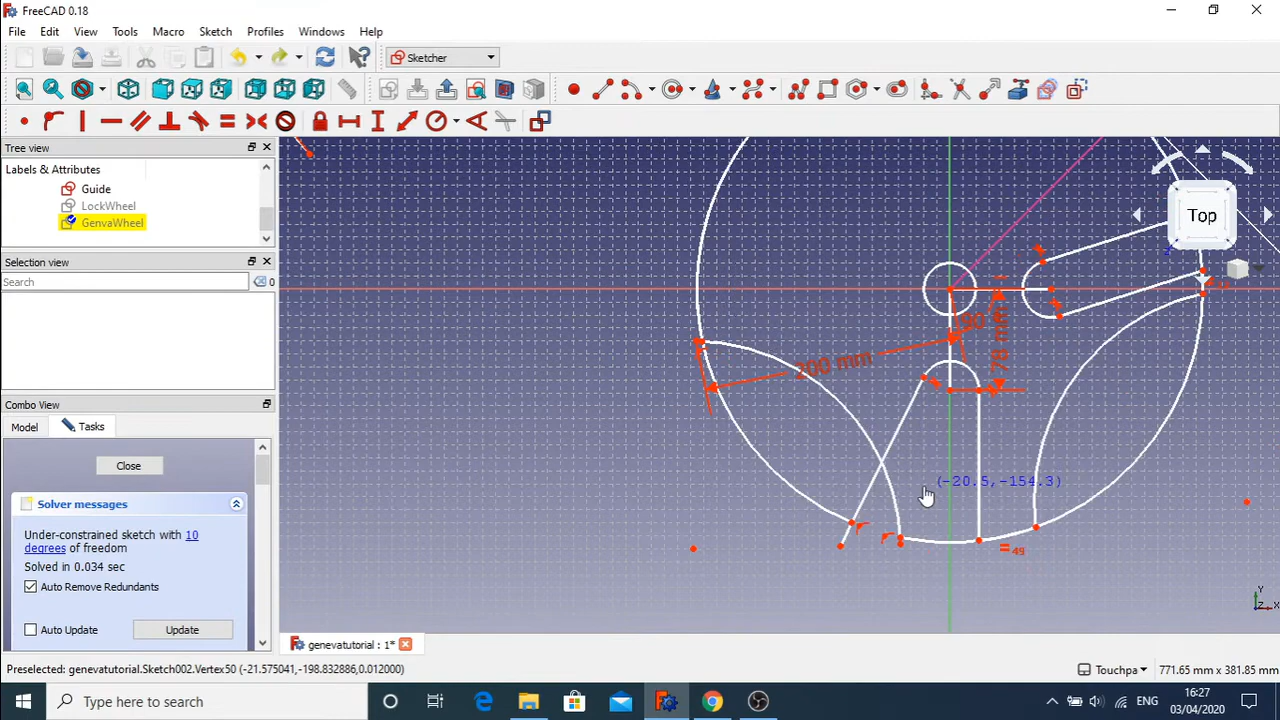 FreeCAD 0.18
File Edit View Tools Macro Sketch Profiles Windows Help
Sketcher
Tree view
Labels & Attributes
Guide
LockWheel
GenvaWheel
Selection view
Search
0
Combo View
Model Tasks
Close
Solver messages
Under-constrained sketch with 10
degrees of freedom
Solved in 0.034 sec
Auto Remove Redundants
Auto Update Update
Top
90
78 mm
200 mm
(-20.5,-154.3)
49
Y
Z X
genevatutorial : 1*
Preselected: genevatutorial.Sketch002.Vertex50 (-21.575041,-198.832886,0.012000)
Touchpa
771.65 mm x 381.85 mm
Type here to search
ENG
16:27
03/04/2020